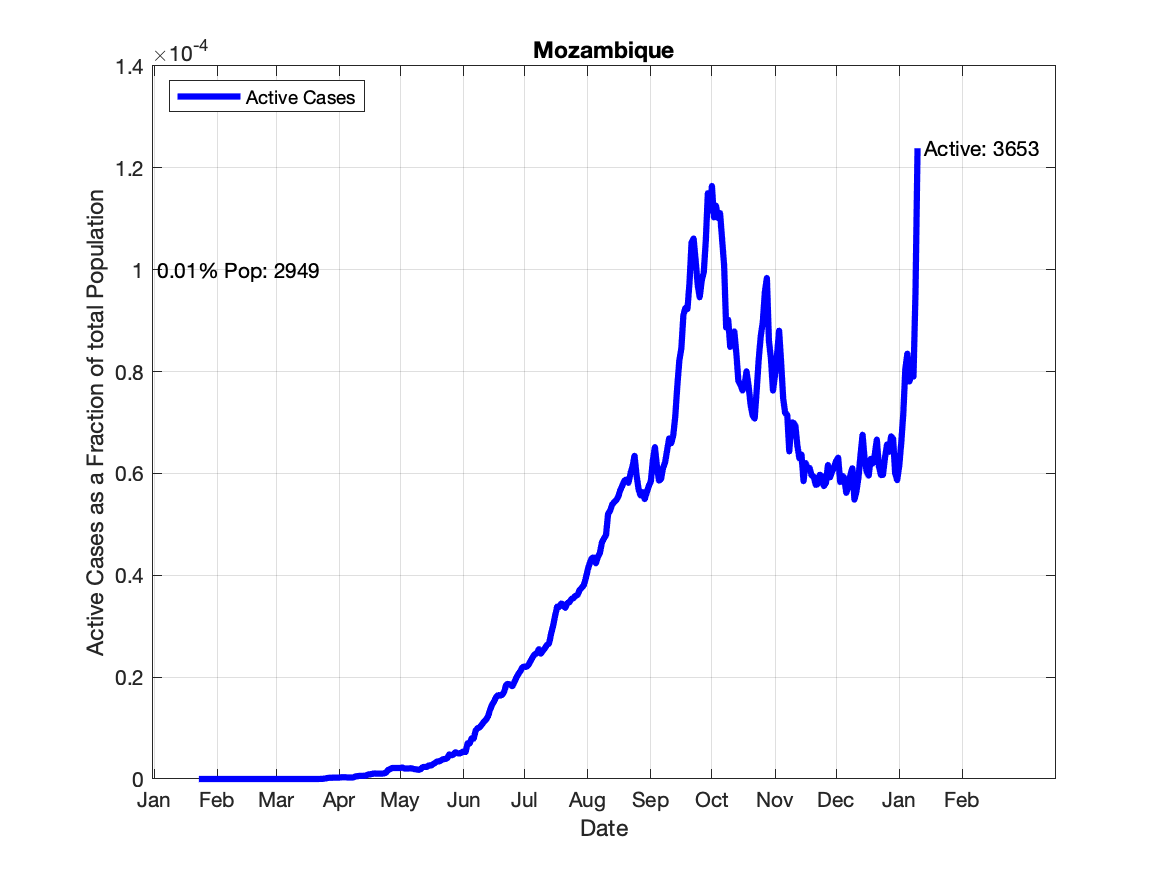 Mozambique
×10-4
1.4
1.2
1
0.8
0.6
0.4
0.2
0
Active Cases
Active: 3653
0.01% Pop: 2949
Active Cases as a Fraction of total Population
Jan Feb Mar Apr May Jun Jul Aug Sep Oct Nov Dec Jan Feb
Date